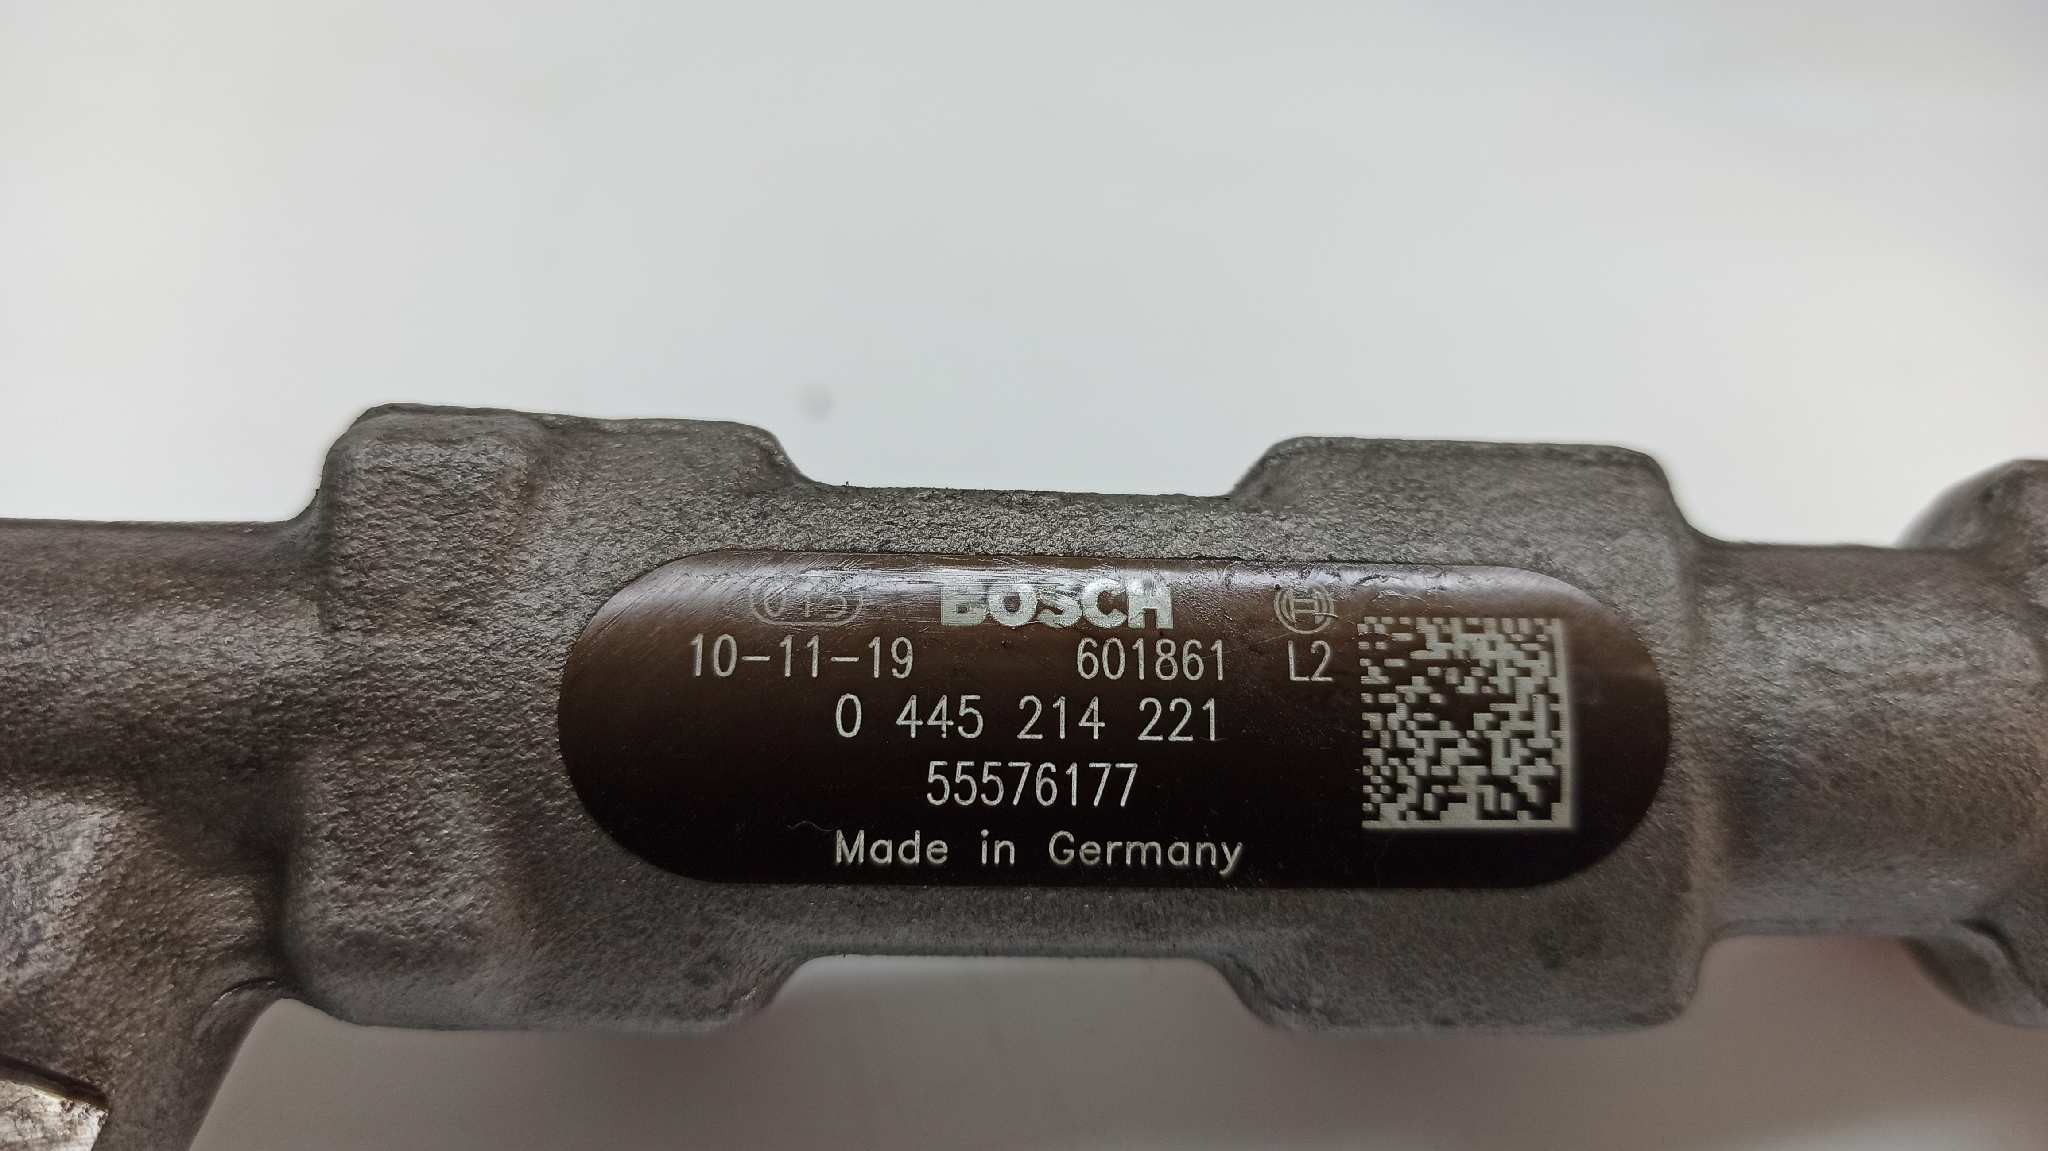 BOSCH
10-11-19 601861 L2
0 445 214 221
55576177
Made in Germany